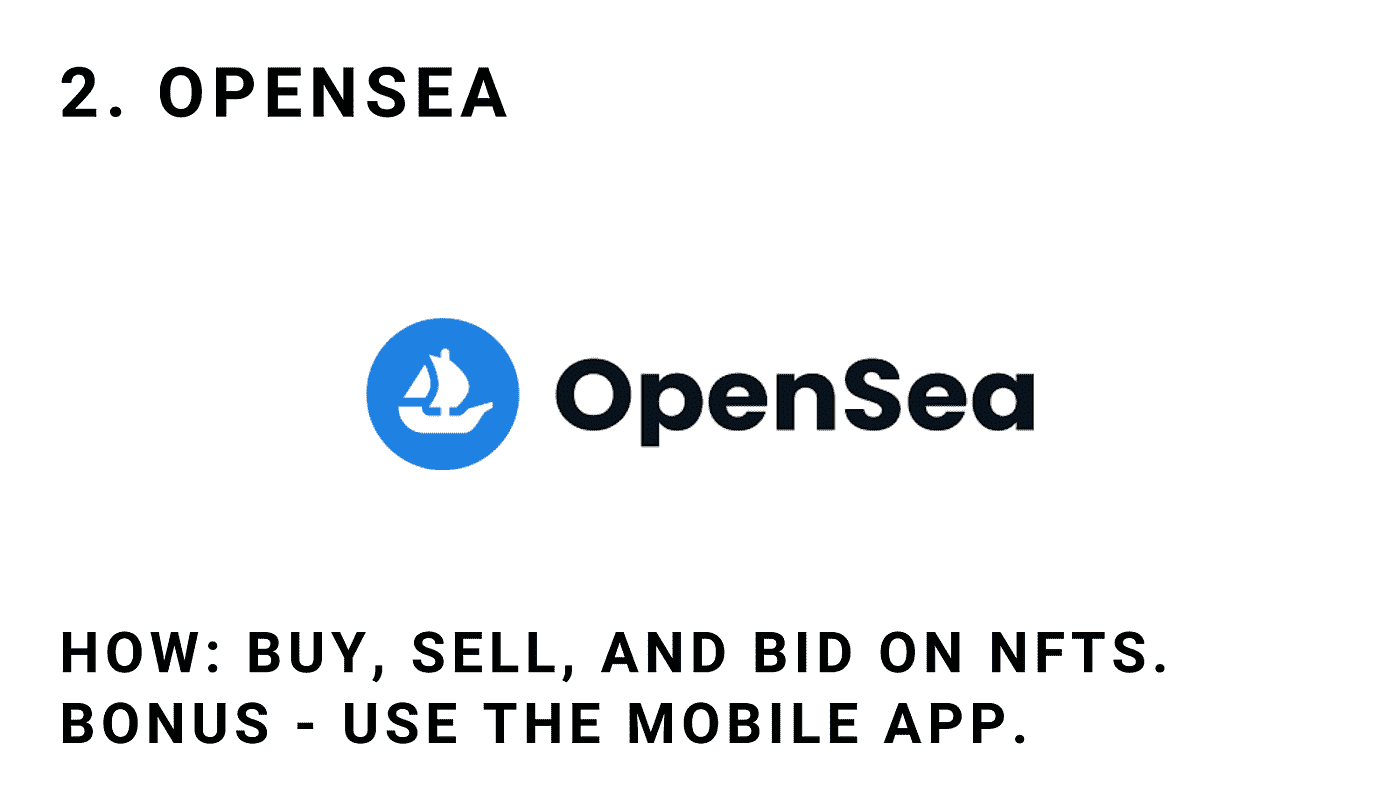 2. OPENSEA
OpenSea
HOW: BUY, SELL, AND BID ON NFTS.
BONUS - USE THE MOBILE APP.